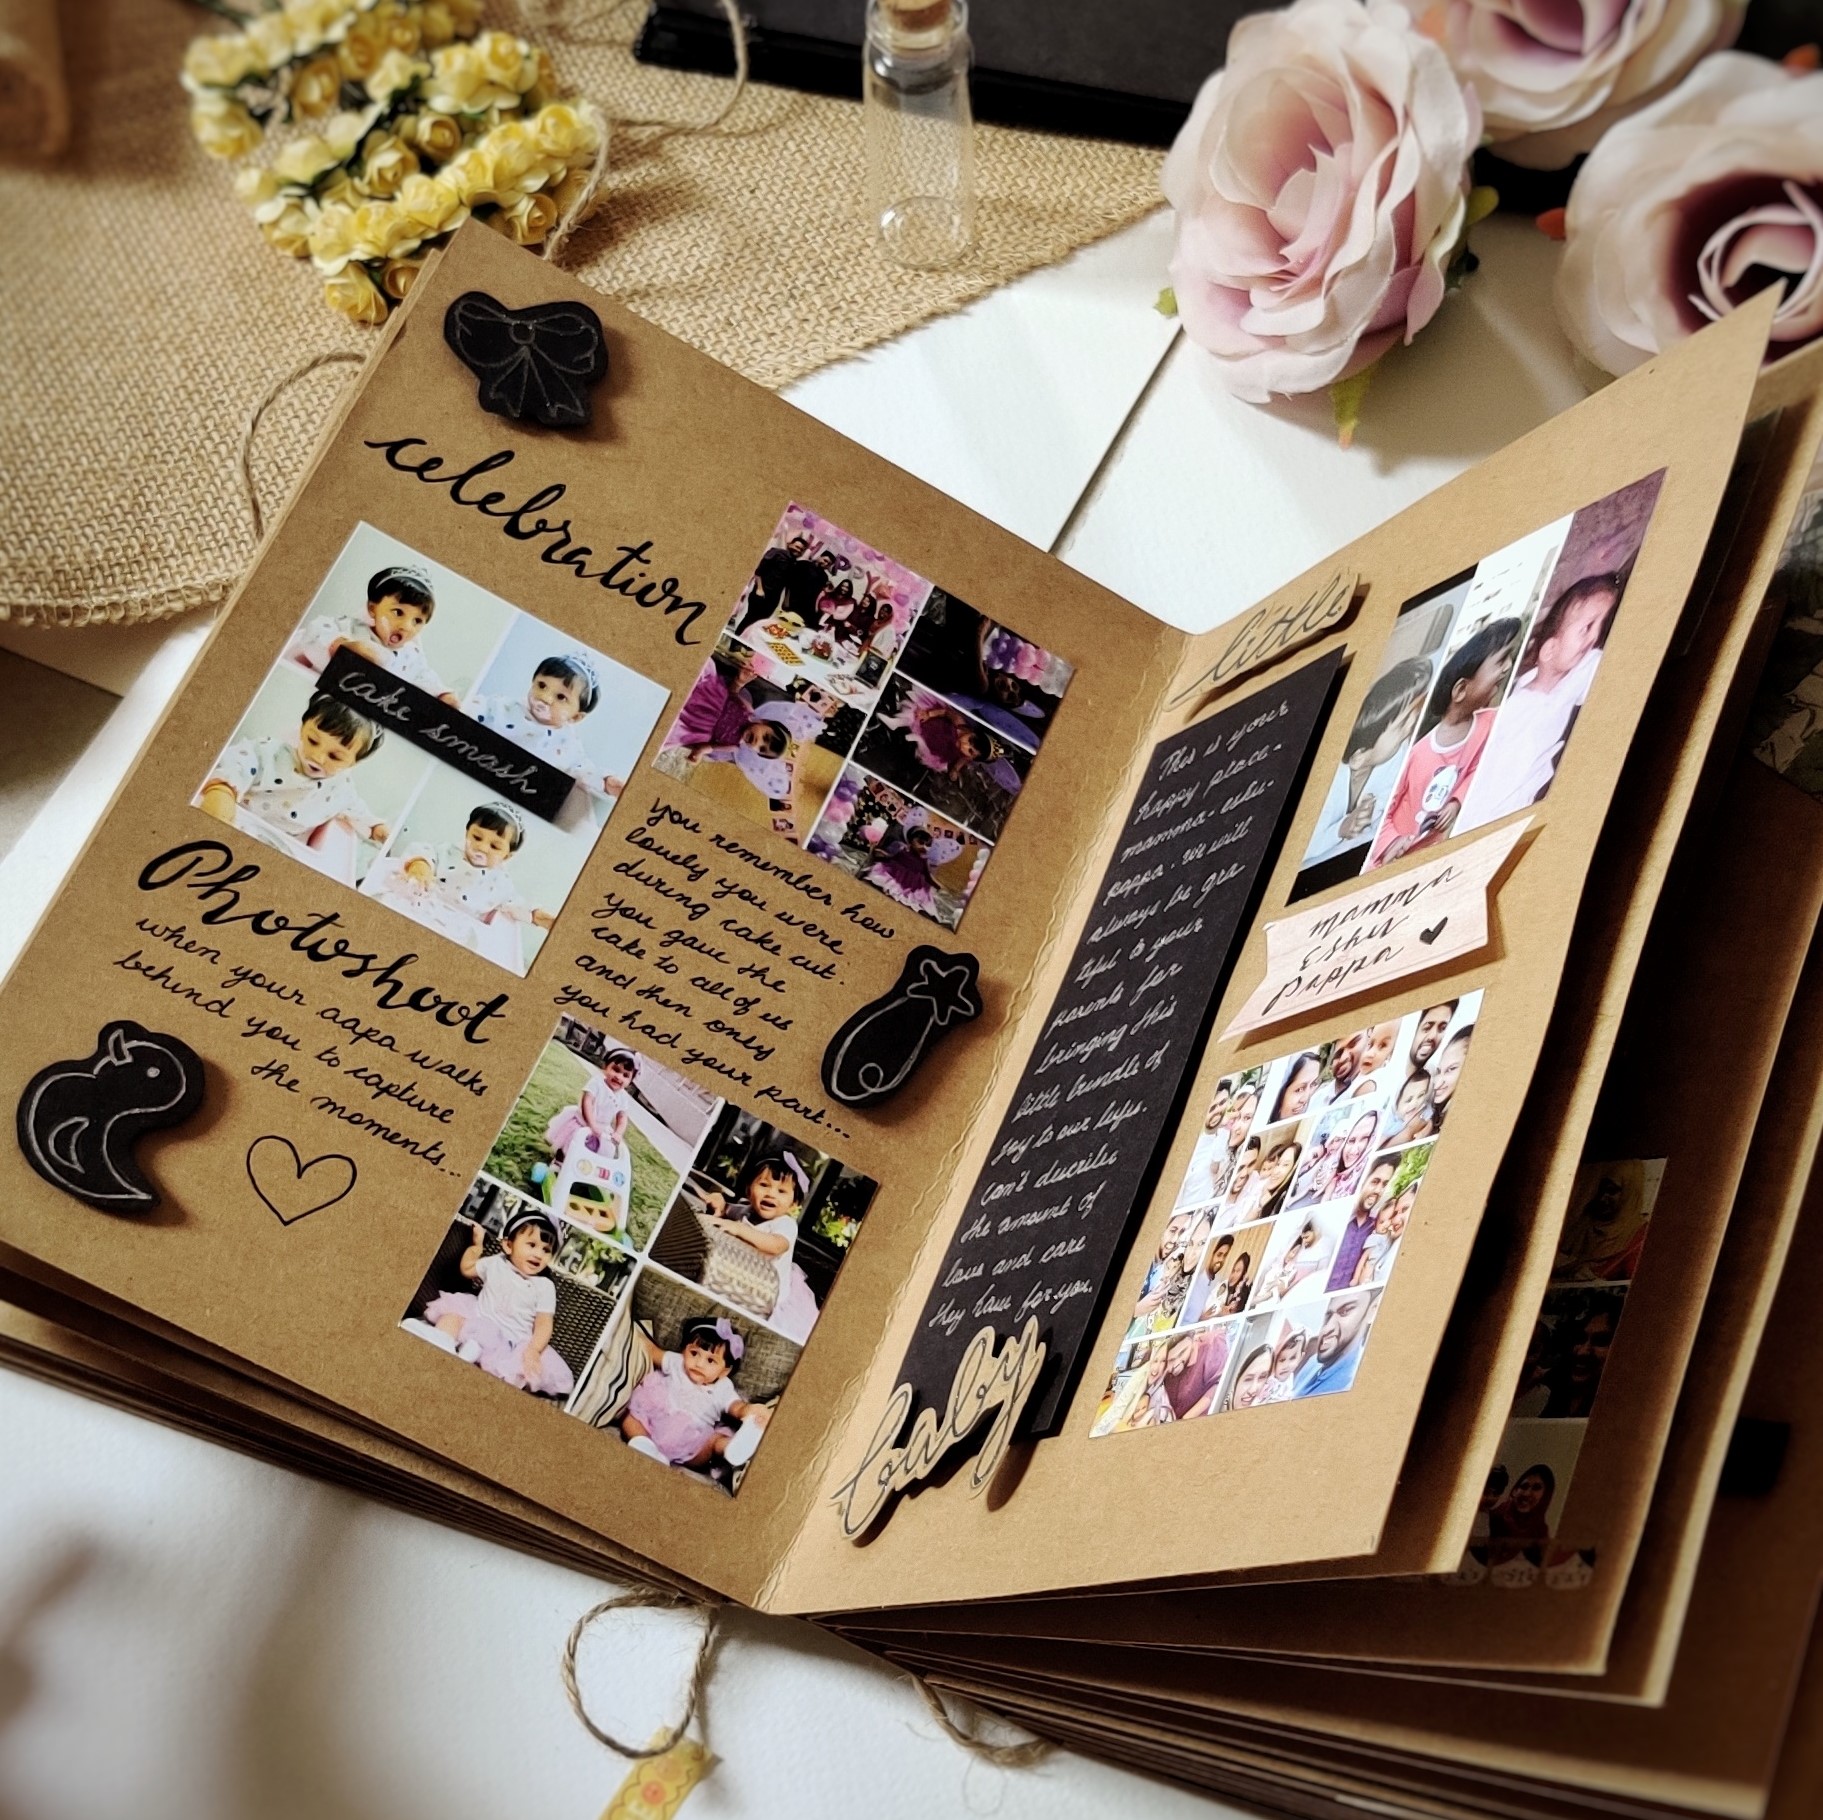 celebration
cake smash
Photoshoot
when your aapa walks
behind you to capture
the moments...
you remember how
lovely you were
during cake cut.
you gave the
cake to all of us
and then only
you had your part...
little
This is your
happy place -
mamma - eshu -
pappa. We will
always be gra
tiful to your
parents for
bringing this
little bundle of
joy to our lifes.
Can't describe
the amount of
love and care
they have for you.
baby
Mamma
Eshu
Pappa